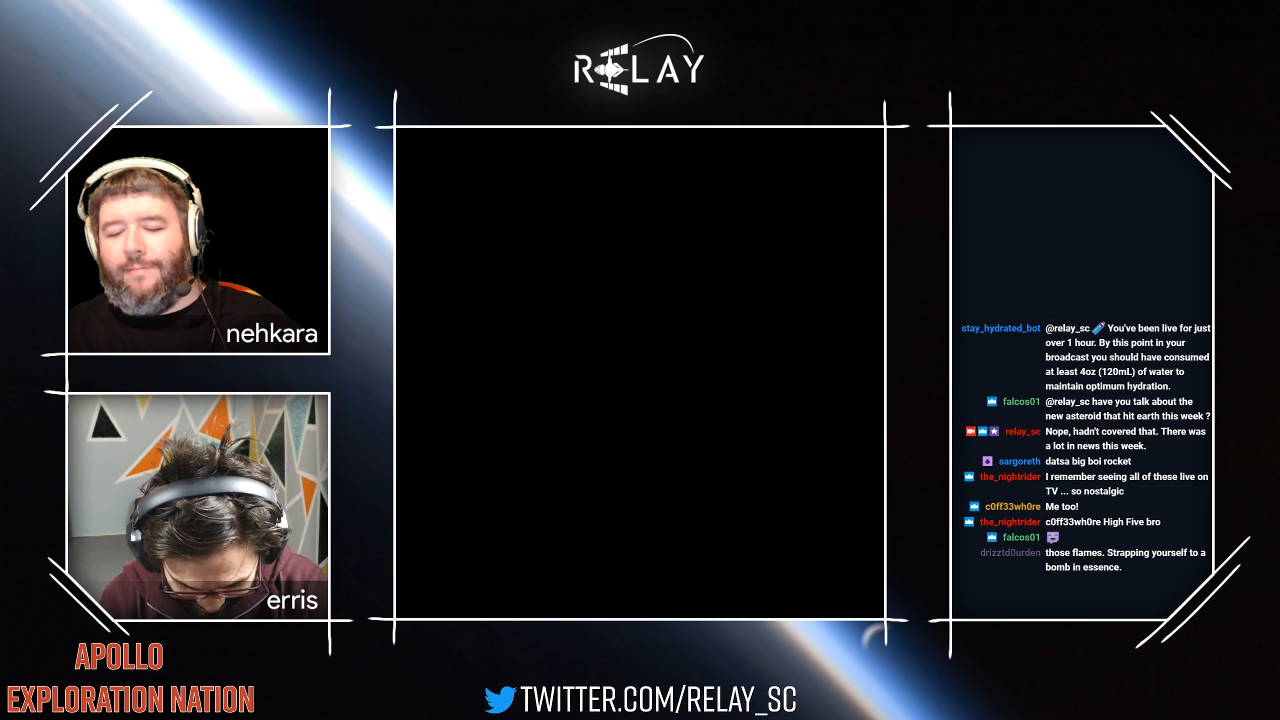 RELAY
nehkara
erris
stay_hydrated_bot @relay_sc You've been live for just
over 1 hour. By this point in your
broadcast you should have consumed
at least 4oz (120mL) of water to
maintain optimum hydration.
falcos01 @relay_sc have you talk about the
new asteroid that hit earth this week ?
relay_sc Nope, hadn't covered that. There was
a lot in news this week.
sargoreth datsa big boi rocket
the_nightrider I remember seeing all of these live on
TV ... so nostalgic
c0ff33wh0re Me too!
the_nightrider c0ff33wh0re High Five bro
falcos01
drizztd0urden those flames. Strapping yourself to a
bomb in essence.
APOLLO
EXPLORATION NATION
TWITTER.COM/RELAY_SC